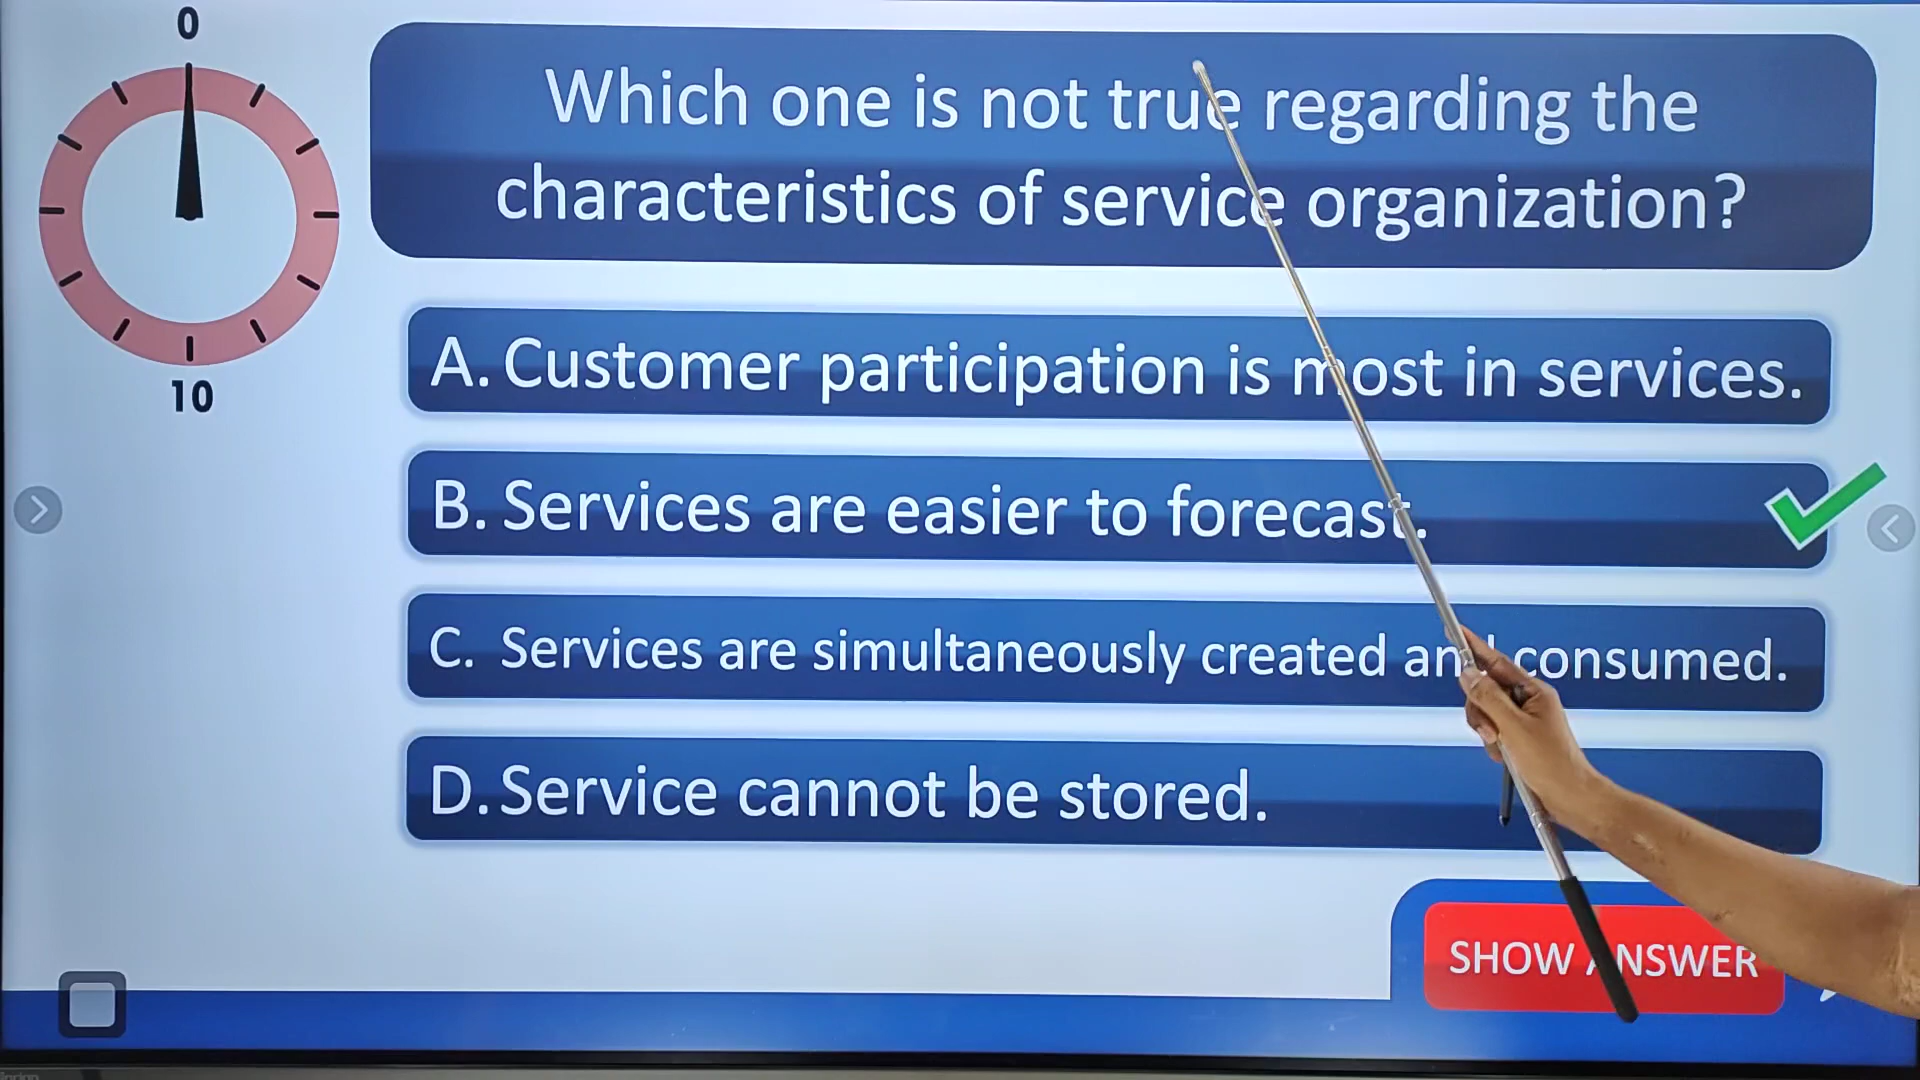 0
Which one is not true regarding the
characteristics of service organization?
10
A. Customer participation is most in services.
B. Services are easier to forecast.
C. Services are simultaneously created and consumed.
D. Service cannot be stored.
SHOW ANSWER